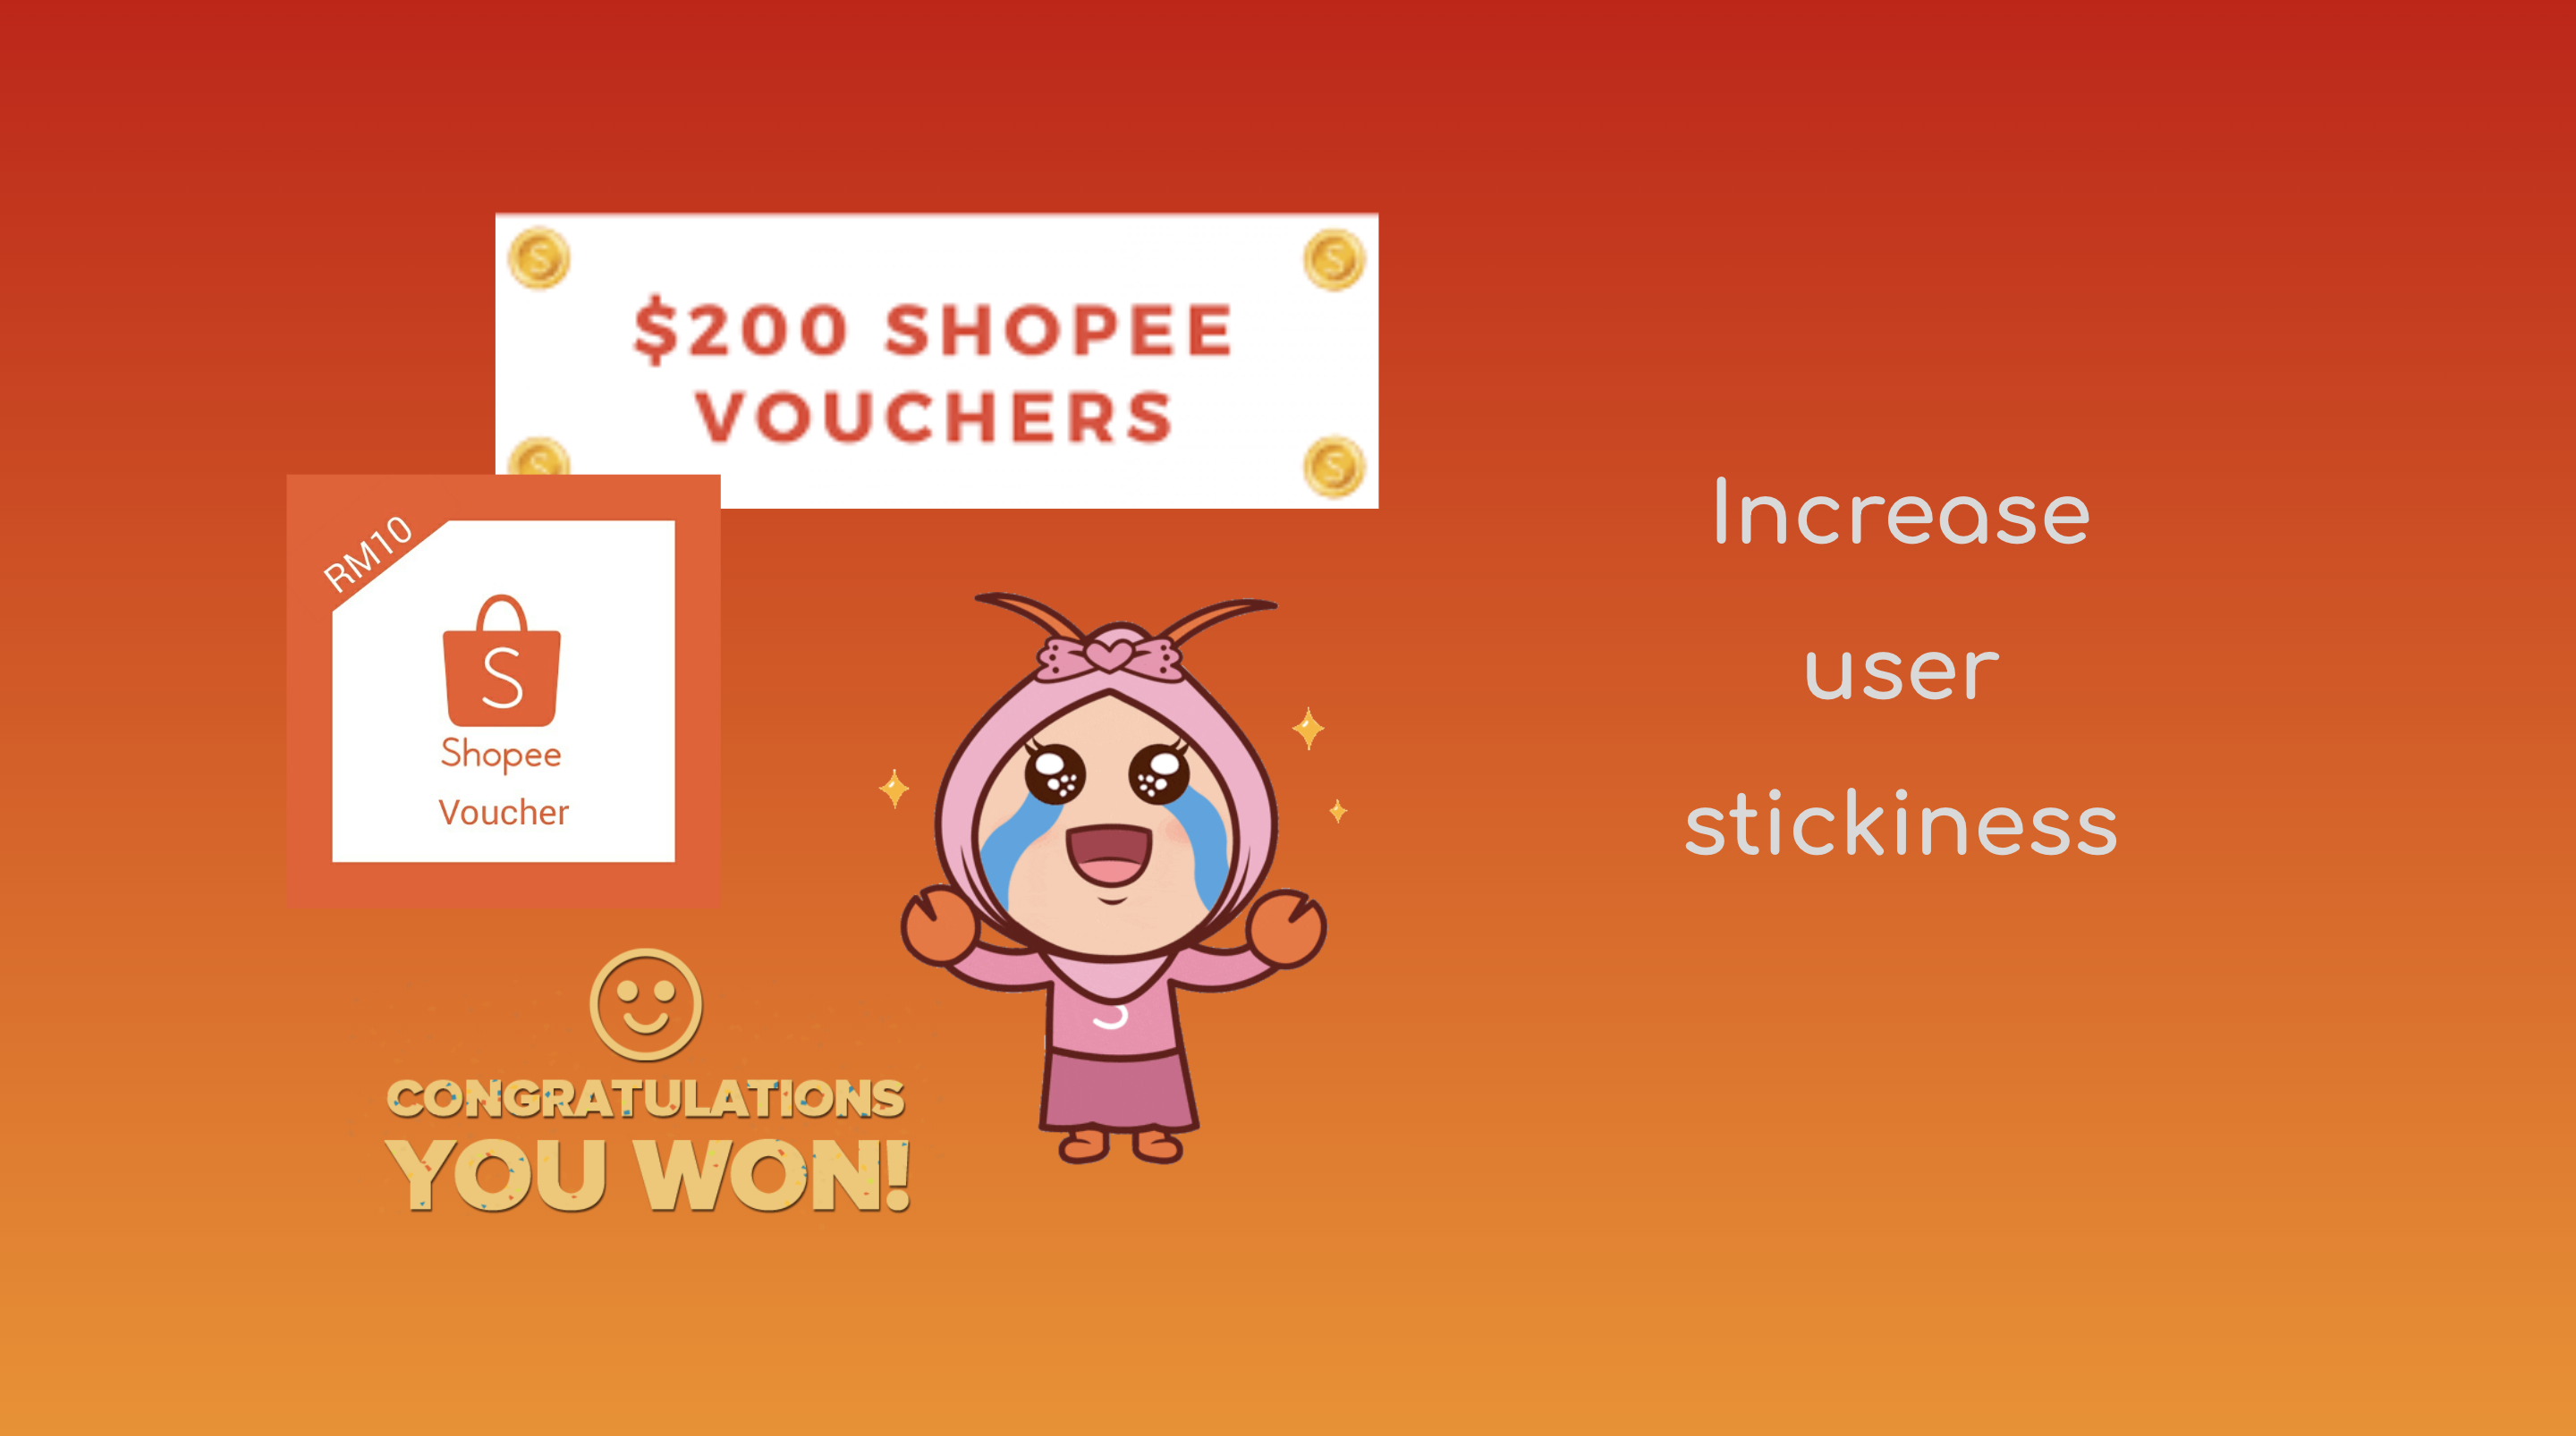 $200 SHOPEE
VOUCHERS
RM10
S
Shopee
Voucher
CONGRATULATIONS
YOU WON!
Increase
user
stickiness